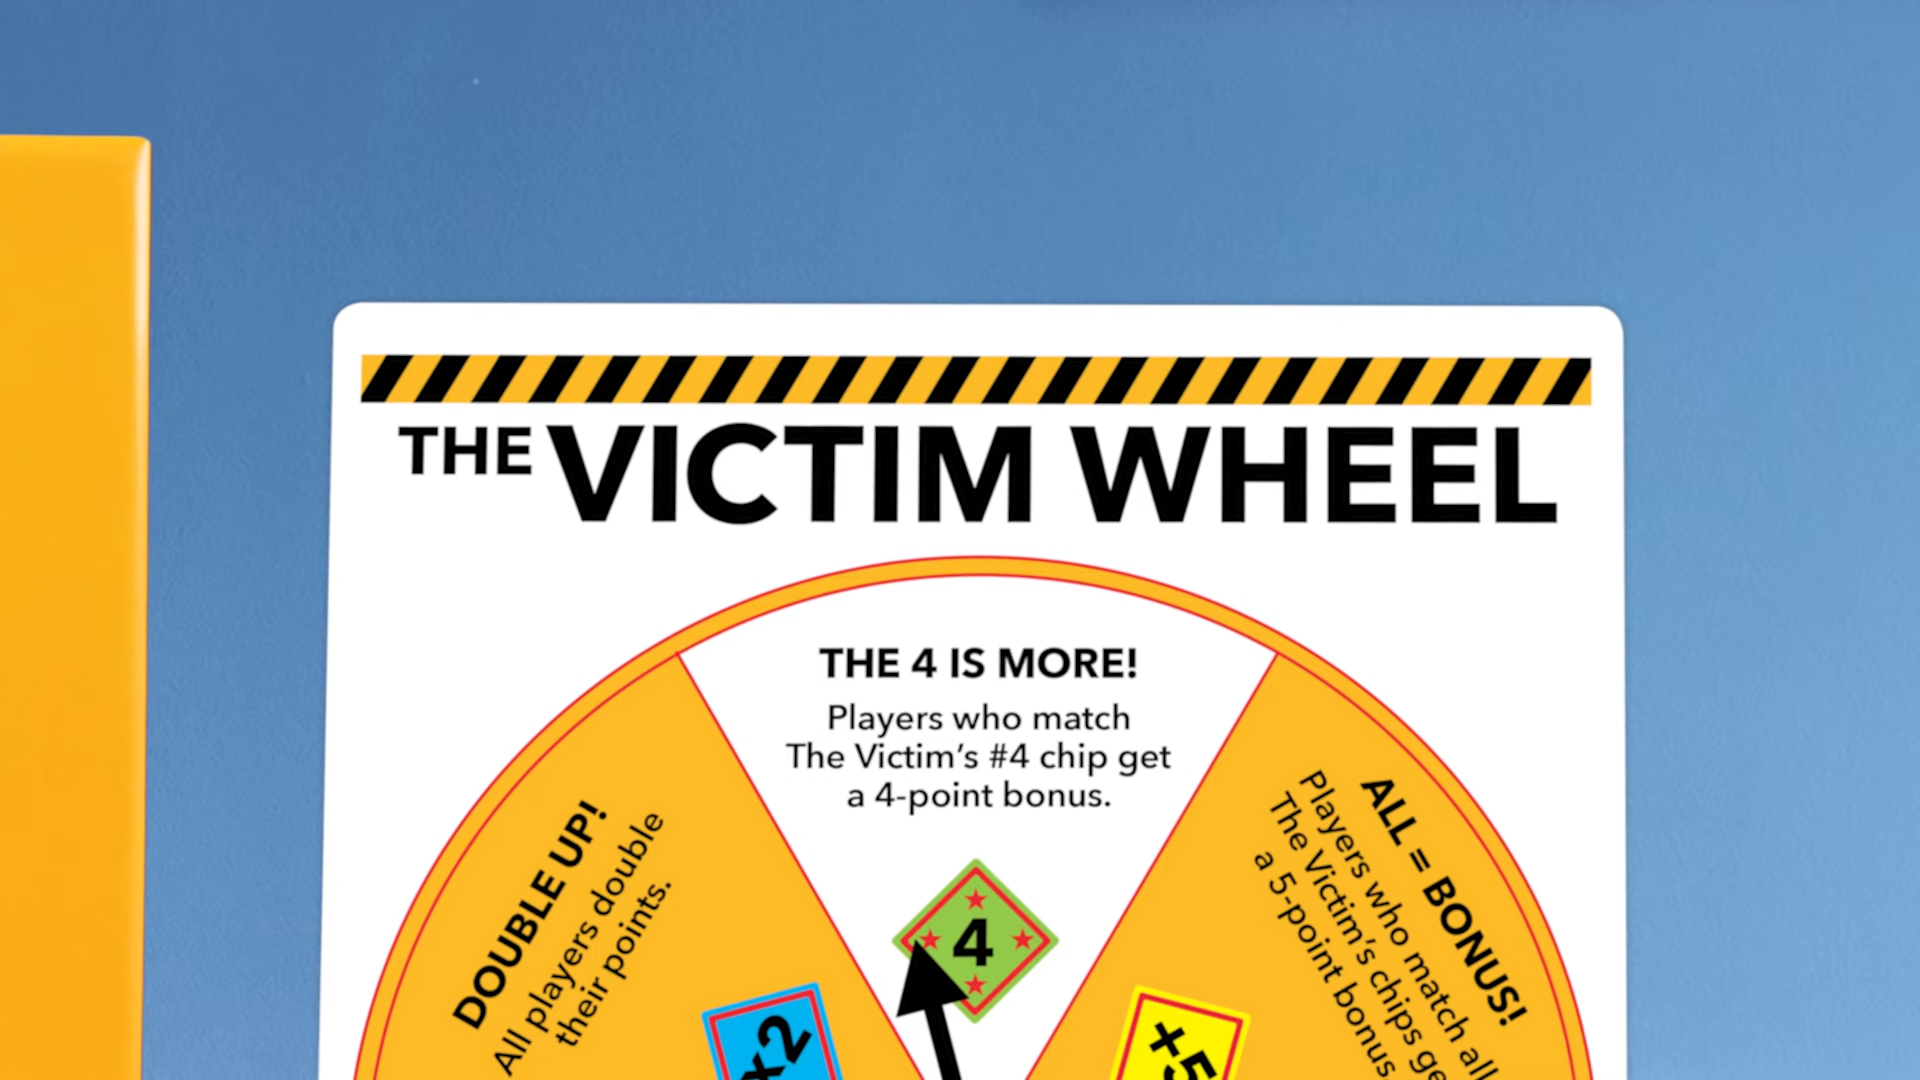 THE VICTIM WHEEL
THE 4 IS MORE!
Players who match
The Victim's #4 chip get
a 4-point bonus.
4
DOUBLE UP!
All players double
their points.
x2
ALL = BONUS!
Players who match all
The Victim's chips ge
a 5-point bonus.
+5